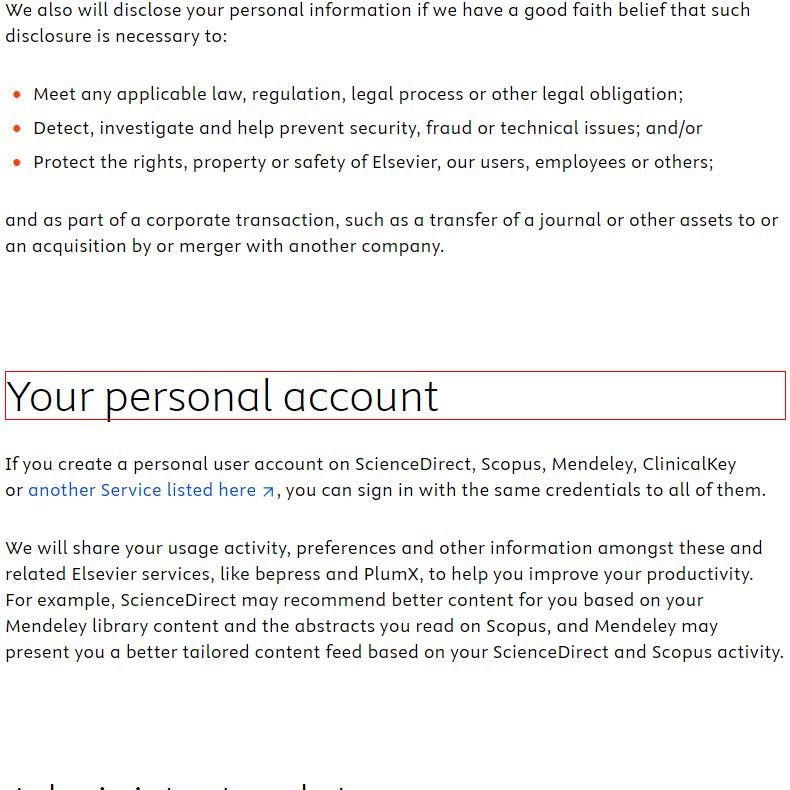 We also will disclose your personal information if we have a good faith belief that such
disclosure is necessary to:
Meet any applicable law, regulation, legal process or other legal obligation;
Detect, investigate and help prevent security, fraud or technical issues; and/or
Protect the rights, property or safety of Elsevier, our users, employees or others;
and as part of a corporate transaction, such as a transfer of a journal or other assets to or
an acquisition by or merger with another company.
Your personal account
If you create a personal user account on ScienceDirect, Scopus, Mendeley, ClinicalKey
or another Service listed here ↗, you can sign in with the same credentials to all of them.
We will share your usage activity, preferences and other information amongst these and
related Elsevier services, like bepress and PlumX, to help you improve your productivity.
For example, ScienceDirect may recommend better content for you based on your
Mendeley library content and the abstracts you read on Scopus, and Mendeley may
present you a better tailored content feed based on your ScienceDirect and Scopus activity.